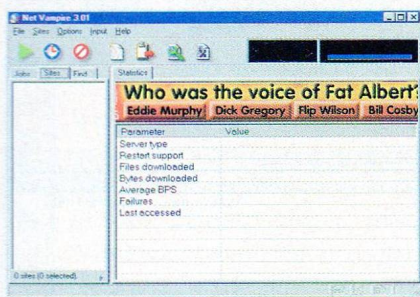 Net Vampire 3.01
File Sites Options Input Help
Jobs Sites Find
Statistics
Who was the voice of Fat Albert?
Eddie Murphy Dick Gregory Flip Wilson Bill Cosby
Parameter Value
Server type
Restart support
Files downloaded
Bytes downloaded
Average BPS
Failures
Last accessed
0 sites (0 selected).